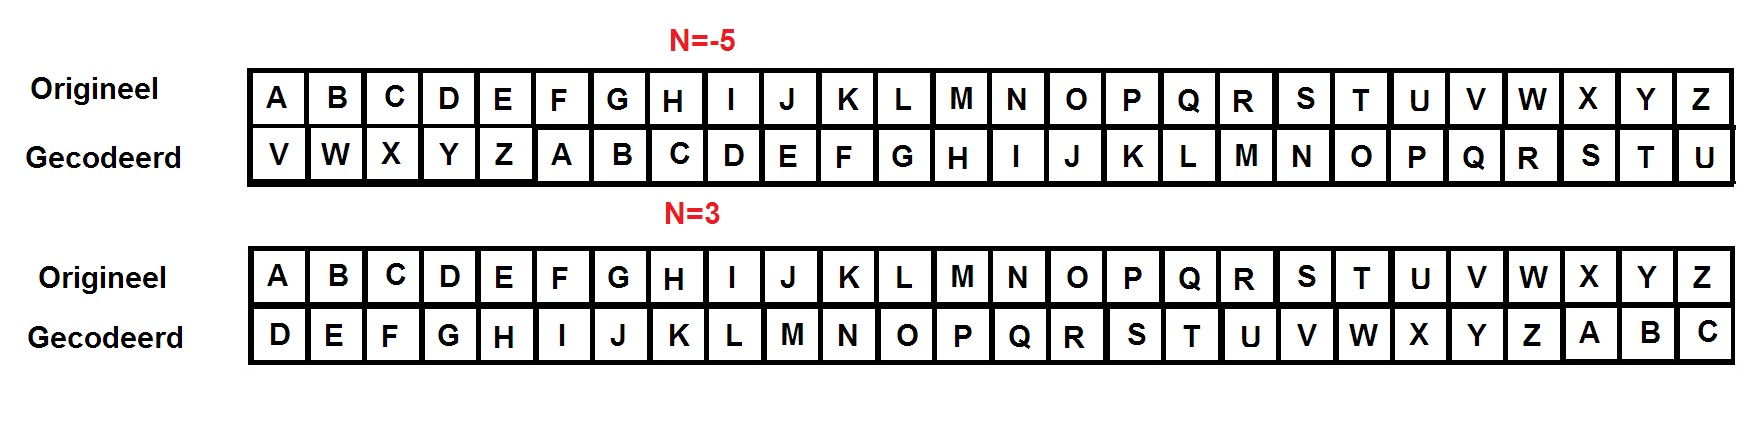 N=-5
Origineel A B C D E F G H I J K L M N O P Q R S T U V W X Y Z
Gecodeerd V W X Y Z A B C D E F G H I J K L M N O P Q R S T U
N=3
Origineel A B C D E F G H I J K L M N O P Q R S T U V W X Y Z
Gecodeerd D E F G H I J K L M N O P Q R S T U V W X Y Z A B C